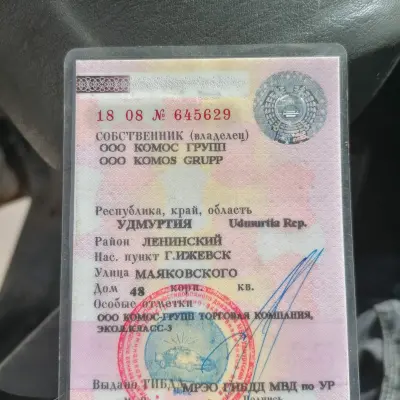 18 08 № 645629
СОБСТВЕННИК (владелец)
ООО КОМОС ГРУПП
OOO KOMOS GRUPP
Республика, край, область
УДМУРТИЯ Udmurtia Rep.
Район ЛЕНИНСКИЙ
Нас. пункт Г.ИЖЕВСК
Улица МАЯКОВСКОГО
Дом 48 корп. кв.
Особые отметки
ООО КОМОС-ГРУПП ТОРГОВАЯ КОМПАНИЯ,
ЭКОЛ.КЛАСС-3
Выдано ГИБДД МРЭО ГИБДД МВД по УР